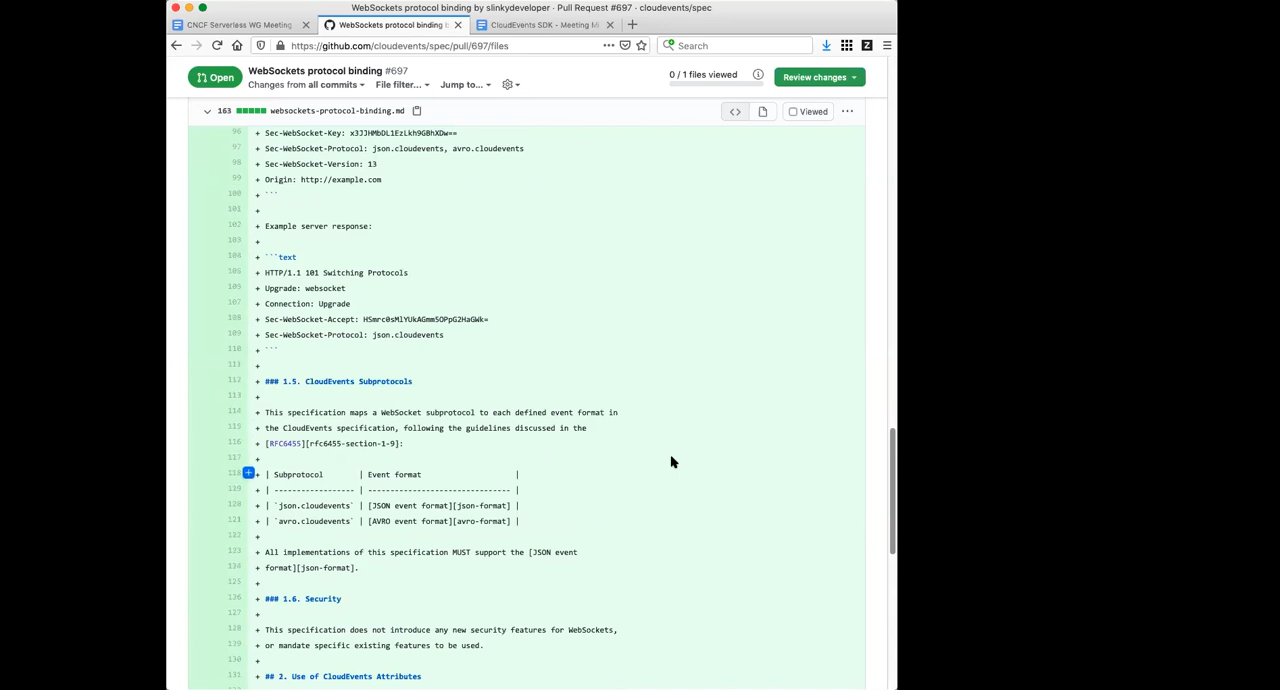 WebSockets protocol binding by slinkydeveloper · Pull Request #697 · cloudevents/spec
CNCF Serverless WG Meeting
WebSockets protocol binding b
CloudEvents SDK - Meeting Mi
https://github.com/cloudevents/spec/pull/697/files
Search
Open
WebSockets protocol binding #697
Changes from all commits
File filter...
Jump to...
0 / 1 files viewed
Review changes
163
websockets-protocol-binding.md
Viewed
96 + Sec-WebSocket-Key: x3JJHMbDL1EzLkh9GBhXDw==
97 + Sec-WebSocket-Protocol: json.cloudevents, avro.cloudevents
98 + Sec-WebSocket-Version: 13
99 + Origin: http://example.com
100 + ```
101 +
102 + Example server response:
103 +
104 + ```text
105 + HTTP/1.1 101 Switching Protocols
106 + Upgrade: websocket
107 + Connection: Upgrade
108 + Sec-WebSocket-Accept: HSmrc0sMlYUkAGmm5OPpG2HaGWk=
109 + Sec-WebSocket-Protocol: json.cloudevents
110 + ```
111 +
112 + ### 1.5. CloudEvents Subprotocols
113 +
114 + This specification maps a WebSocket subprotocol to each defined event format in
115 + the CloudEvents specification, following the guidelines discussed in the
116 + [RFC6455][rfc6455-section-1-9]:
117 +
118 + | Subprotocol | Event format |
119 + | ------------------ | -------------------------------- |
120 + | `json.cloudevents` | [JSON event format][json-format] |
121 + | `avro.cloudevents` | [AVRO event format][avro-format] |
122 +
123 + All implementations of this specification MUST support the [JSON event
124 + format][json-format].
125 +
126 + ### 1.6. Security
127 +
128 + This specification does not introduce any new security features for WebSockets,
129 + or mandate specific existing features to be used.
130 +
131 + ## 2. Use of CloudEvents Attributes